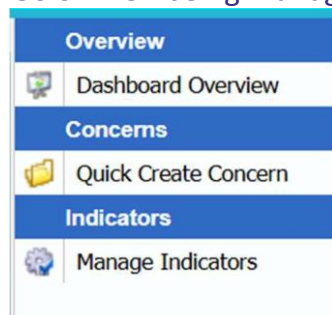 Overview
Dashboard Overview
Concerns
Quick Create Concern
Indicators
Manage Indicators